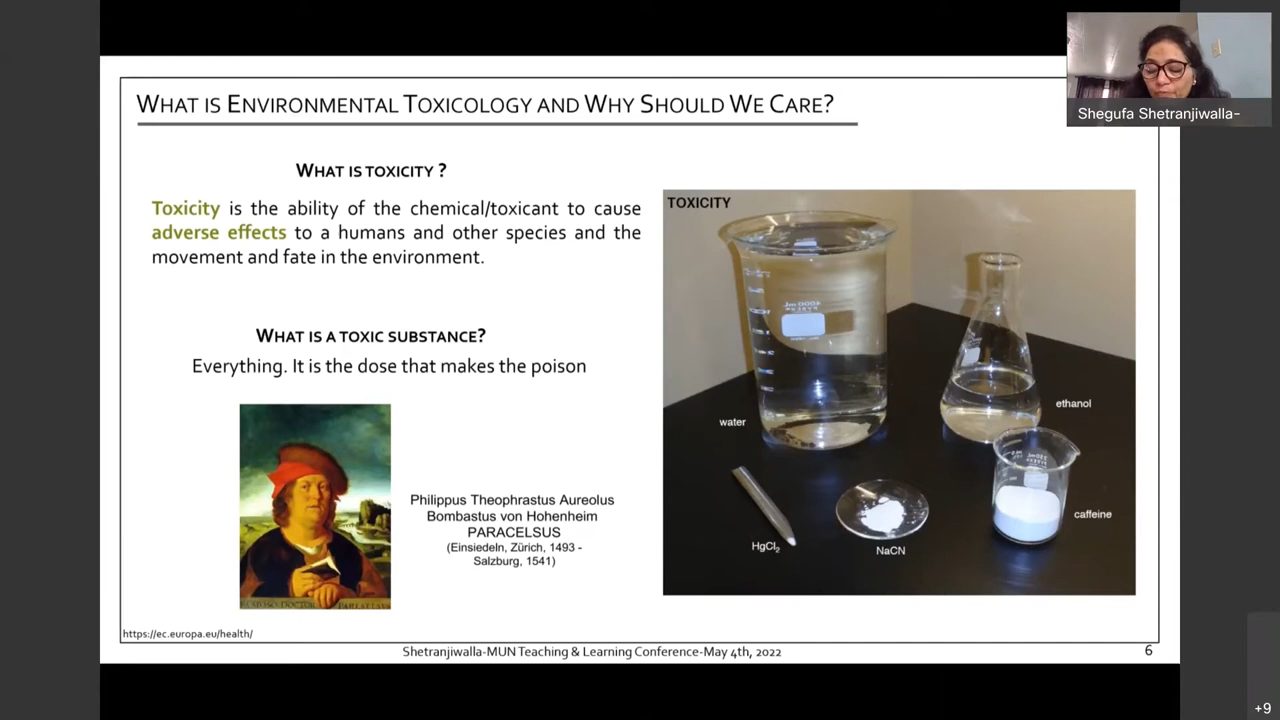 Shegufa Shetranjiwalla-
WHAT IS ENVIRONMENTAL TOXICOLOGY AND WHY SHOULD WE CARE?
WHAT IS TOXICITY ?
Toxicity is the ability of the chemical/toxicant to cause
adverse effects to a humans and other species and the
movement and fate in the environment.
WHAT IS A TOXIC SUBSTANCE?
Everything. It is the dose that makes the poison
Philippus Theophrastus Aureolus
Bombastus von Hohenheim
PARACELSUS
(Einsiedeln, Zürich, 1493 -
Salzburg, 1541)
TOXICITY
water
ethanol
HgCl2
NaCN
caffeine
https://ec.europa.eu/health/
Shetranjiwalla-MUN Teaching & Learning Conference-May 4th, 2022
6
+9